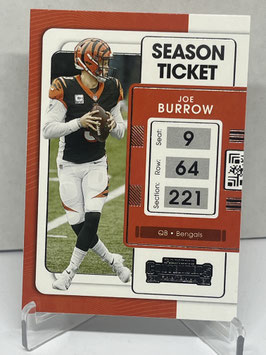 SEASON
TICKET
JOE
BURROW
Seat:
9
Row:
64
Section:
221
QB • Bengals